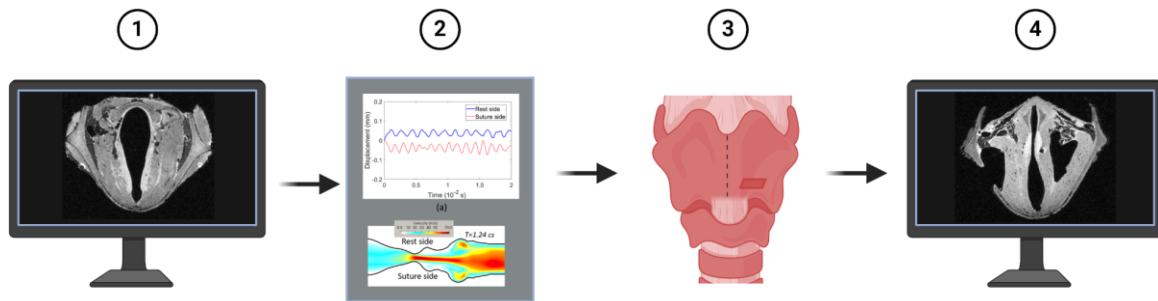 1
2
3
4
0.2
0.1
0
-0.1
-0.2
Displacement (mm)
Rest side
Suture side
0
0.5
1
1.5
2
Time (10⁻² s)
(a)
Rest side
T=1.24 cs
Suture side